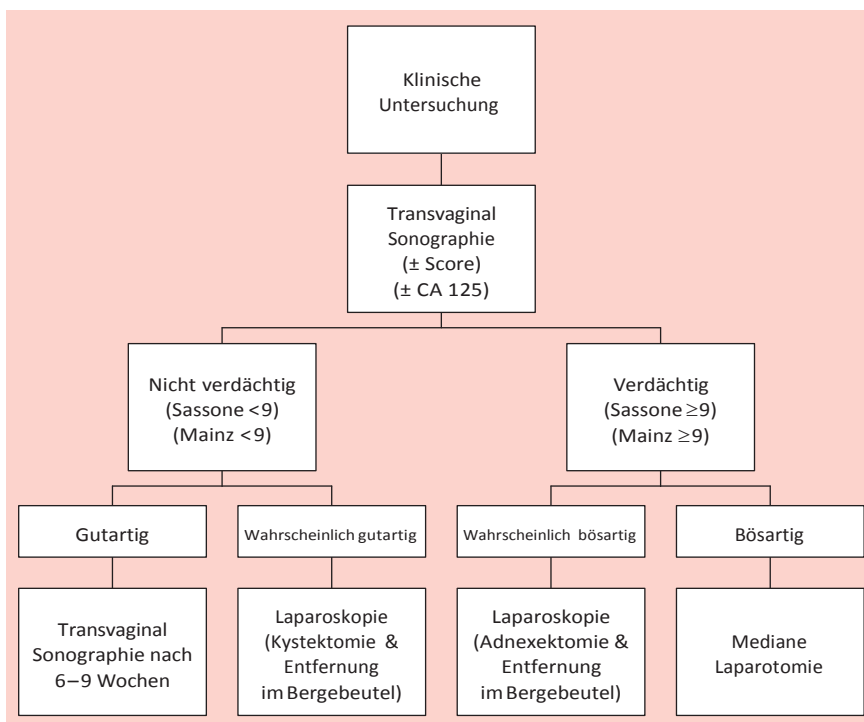 Klinische
Untersuchung
Transvaginal
Sonographie
(± Score)
(± CA 125)
Nicht verdächtig
(Sassone <9)
(Mainz <9)
Verdächtig
(Sassone ≥9)
(Mainz ≥9)
Gutartig
Wahrscheinlich gutartig
Wahrscheinlich bösartig
Bösartig
Transvaginal
Sonographie nach
6–9 Wochen
Laparoskopie
(Kystektomie &
Entfernung
im Bergebeutel)
Laparoskopie
(Adnexektomie &
Entfernung
im Bergebeutel)
Mediane
Laparotomie